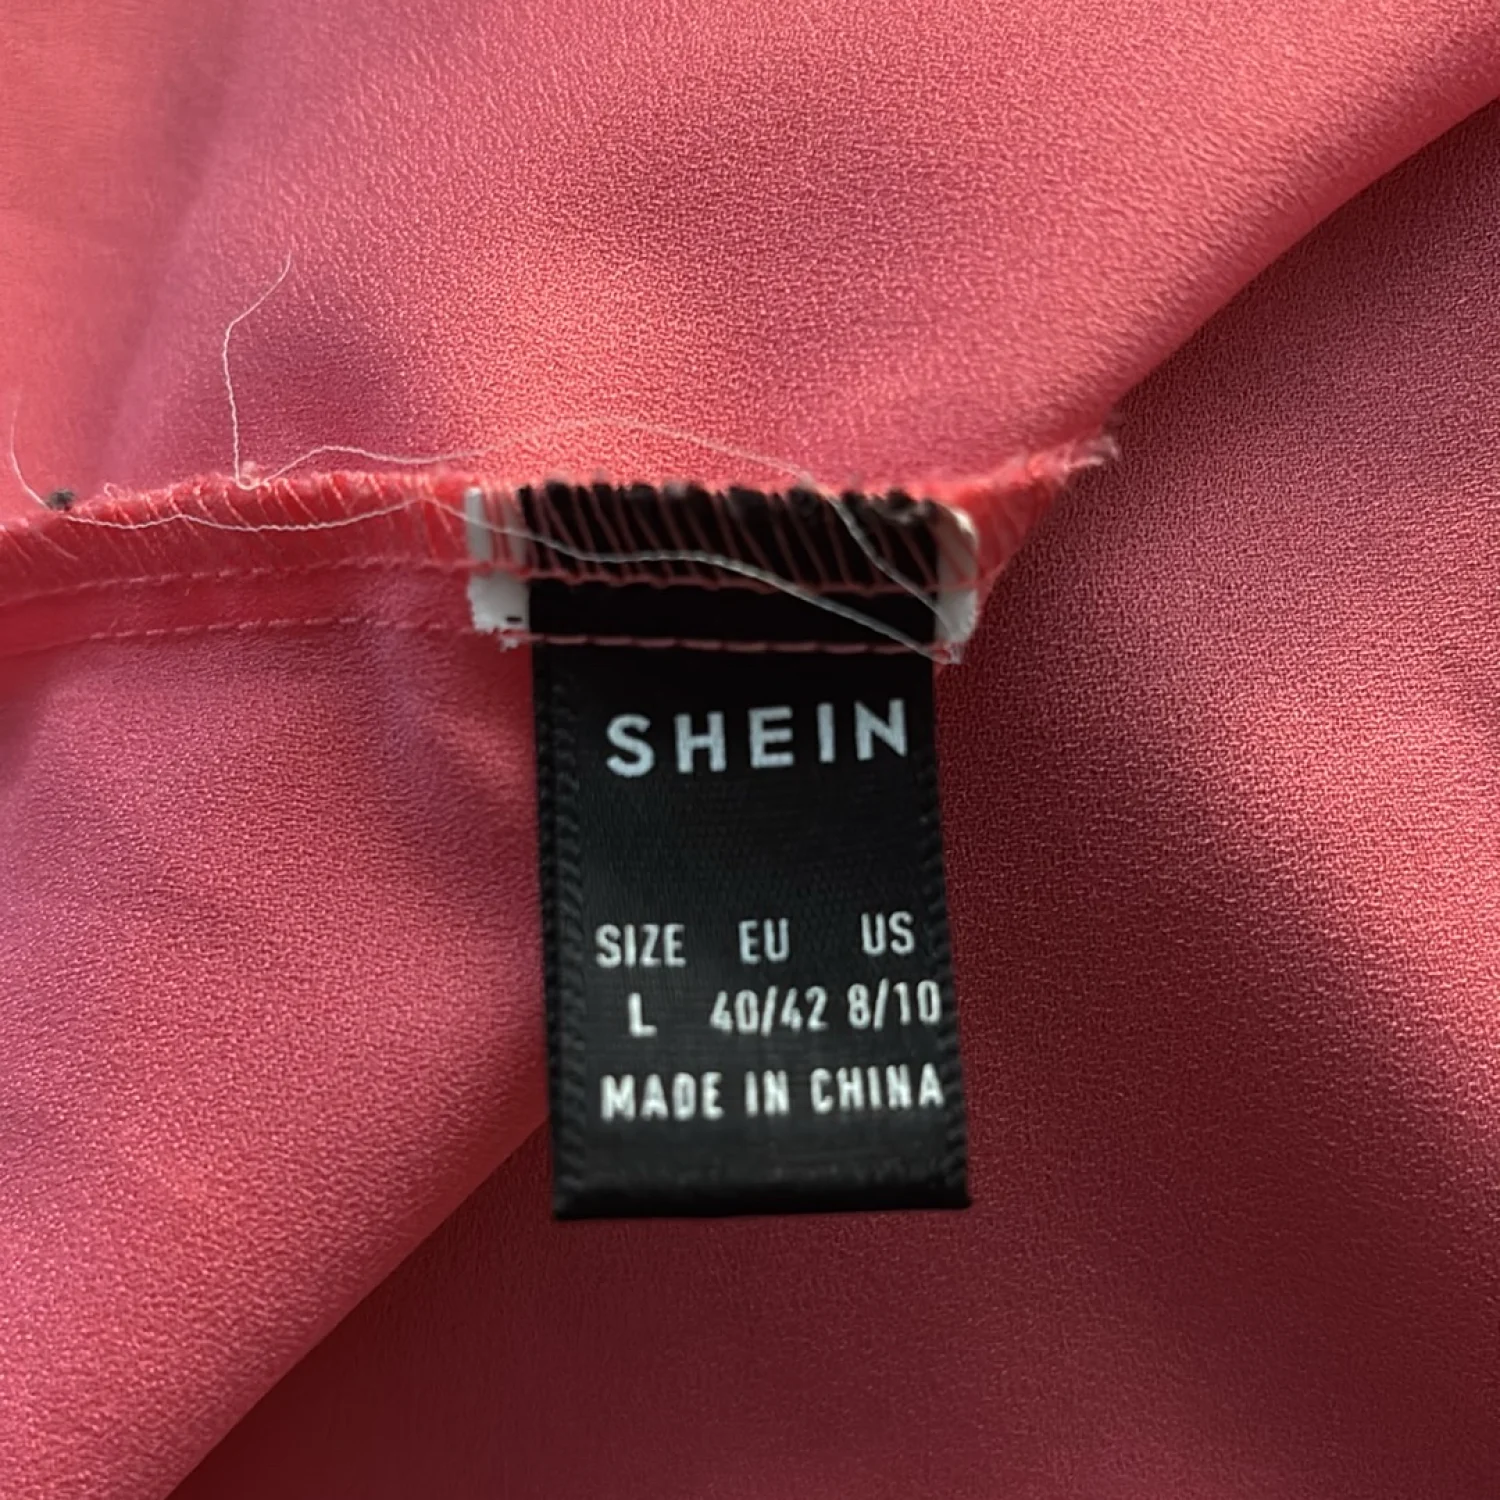 SHEIN
SIZE EU US
L 40/42 8/10
MADE IN CHINA